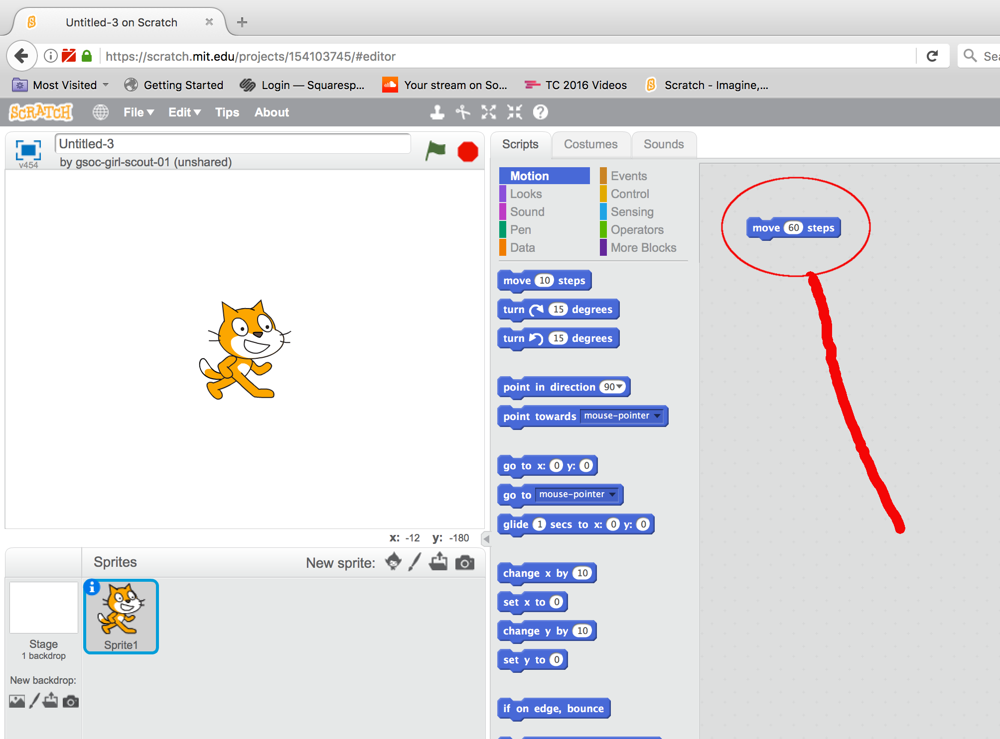 Untitled-3 on Scratch
https://scratch.mit.edu/projects/154103745/#editor
Sea
Most Visited
Getting Started
Login — Squaresp...
Your stream on So...
TC 2016 Videos
Scratch - Imagine,...
SCRATCH
File
Edit
Tips
About
v454
Untitled-3
by gsoc-girl-scout-01 (unshared)
x: -12 y: -180
Sprites
New sprite:
Stage
1 backdrop
New backdrop:
Sprite1
Scripts
Costumes
Sounds
Motion
Looks
Sound
Pen
Data
Events
Control
Sensing
Operators
More Blocks
move 10 steps
turn 15 degrees
turn 15 degrees
point in direction 90
point towards mouse-pointer
go to x: 0 y: 0
go to mouse-pointer
glide 1 secs to x: 0 y: 0
change x by 10
set x to 0
change y by 10
set y to 0
if on edge, bounce
move 60 steps